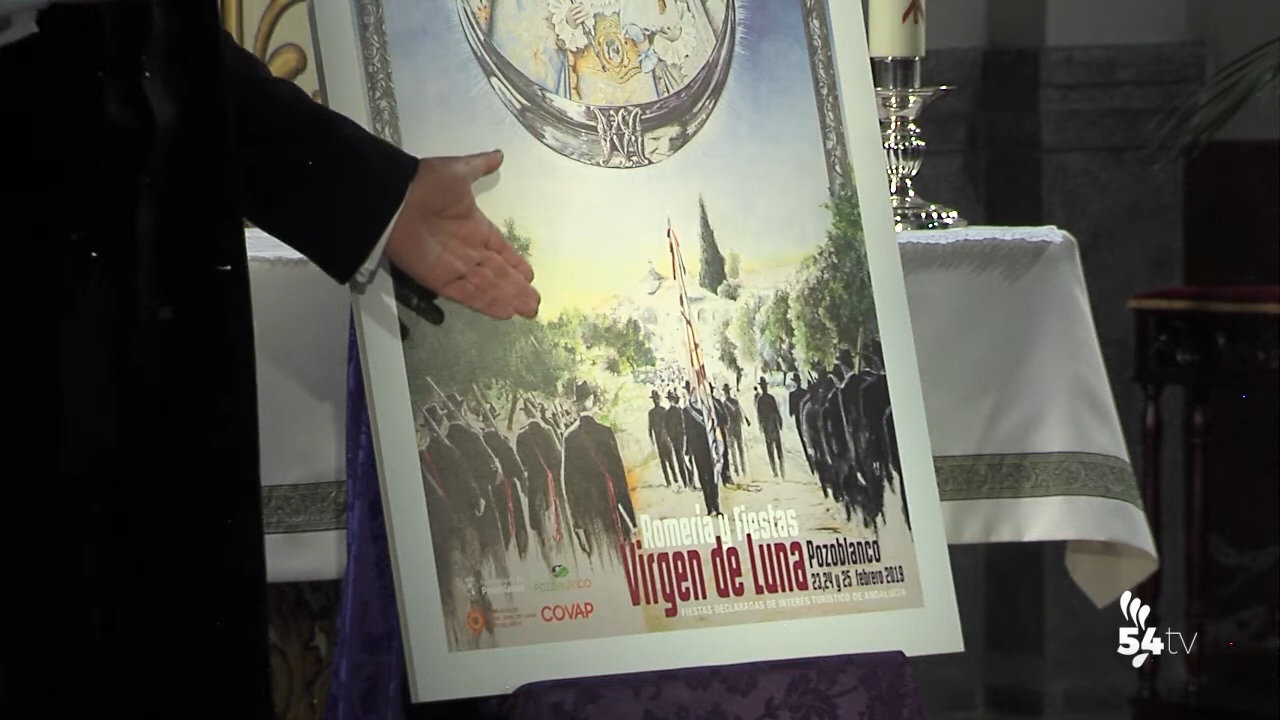 Romería y Fiestas
Virgen de Luna
Pozoblanco
23,24 y 25 febrero 2019
FIESTAS DECLARADAS DE INTERÉS TURÍSTICO DE ANDALUCÍA
COVAP
54tv